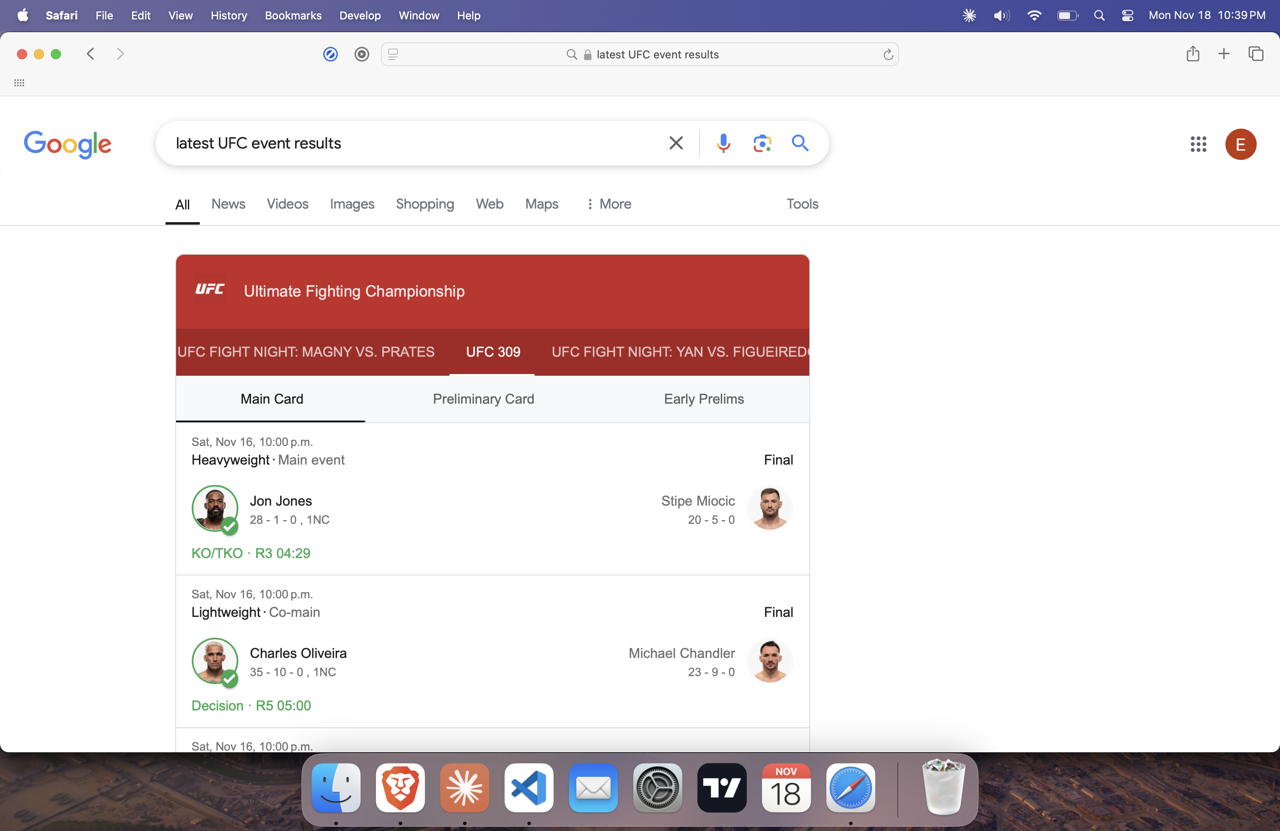 Safari File Edit View History Bookmarks Develop Window Help Mon Nov 18 10:39 PM
latest UFC event results
Google latest UFC event results E
All News Videos Images Shopping Web Maps More Tools
UFC Ultimate Fighting Championship
UFC FIGHT NIGHT: MAGNY VS. PRATES UFC 309 UFC FIGHT NIGHT: YAN VS. FIGUEIREDO
Main Card Preliminary Card Early Prelims
Sat, Nov 16, 10:00 p.m.
Heavyweight · Main event Final
Jon Jones Stipe Miocic
28 - 1 - 0 , 1NC 20 - 5 - 0
KO/TKO · R3 04:29
Sat, Nov 16, 10:00 p.m.
Lightweight · Co-main Final
Charles Oliveira Michael Chandler
35 - 10 - 0 , 1NC 23 - 9 - 0
Decision · R5 05:00
Sat, Nov 16, 10:00 p.m.
NOV
18